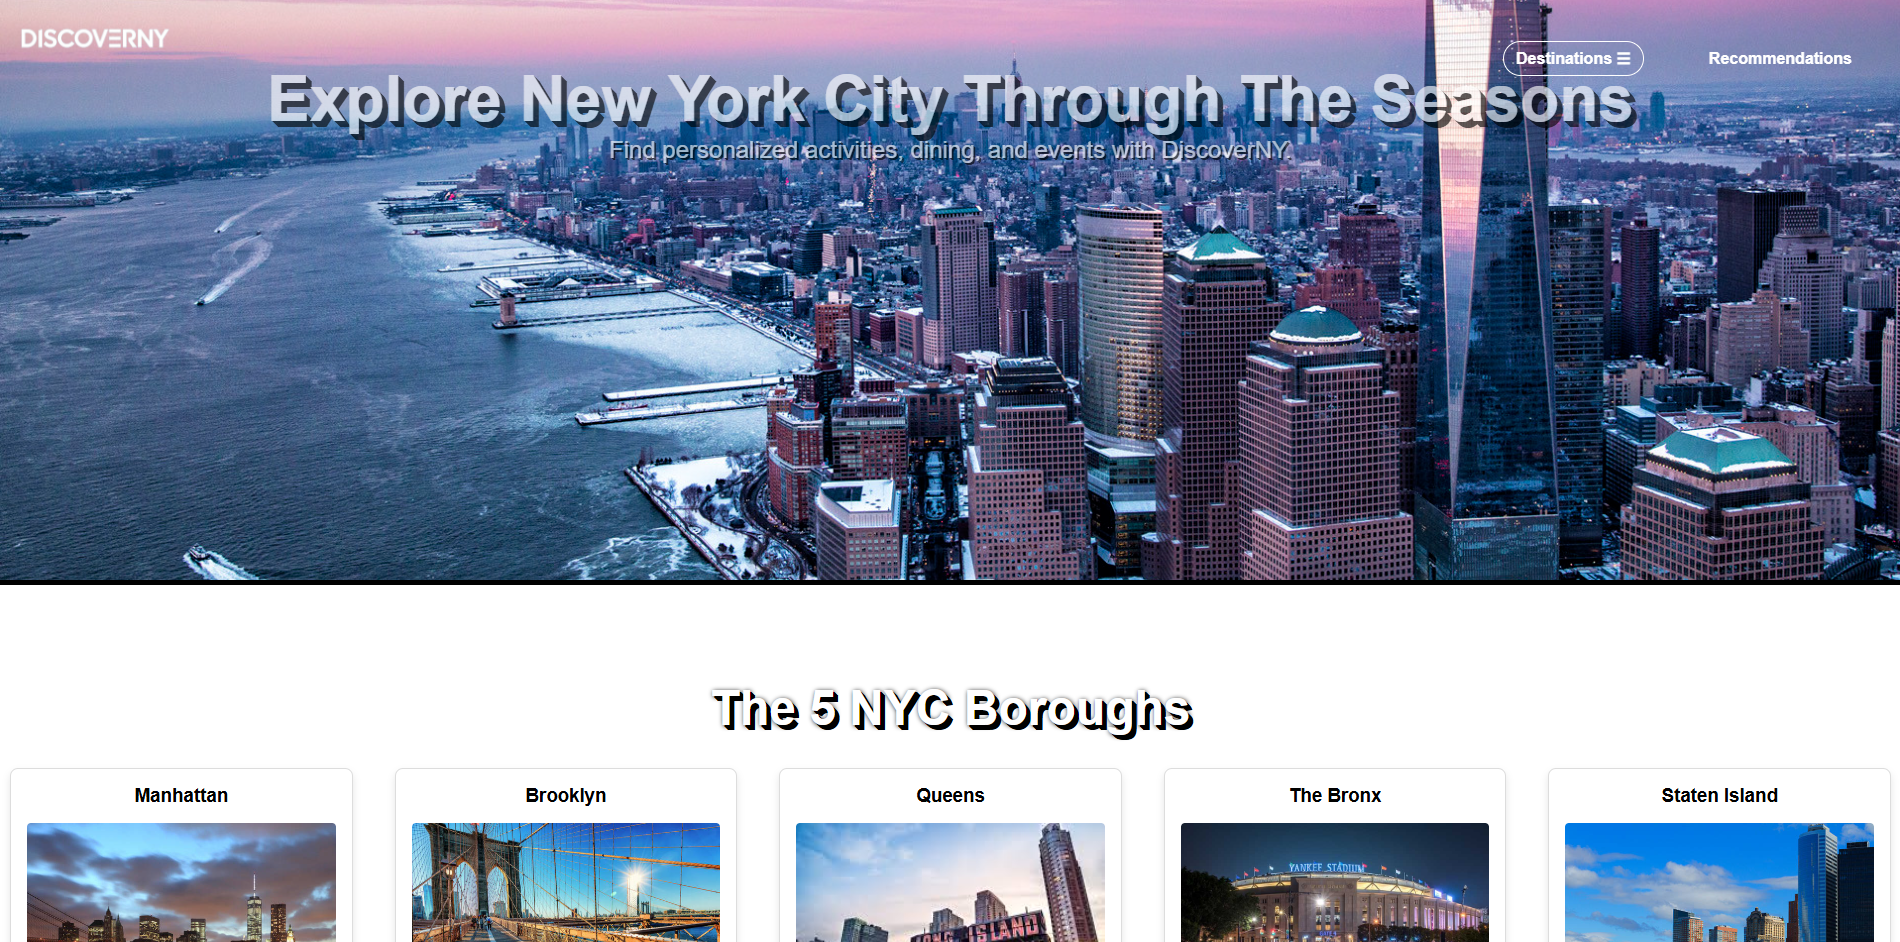 DISCOVERNY
Destinations ☰
Recommendations
Explore New York City Through The Seasons
Find personalized activities, dining, and events with DiscoverNY.
The 5 NYC Boroughs
Manhattan
Brooklyn
Queens
The Bronx
Staten Island
YANKEE STADIUM
LONG ISLAND